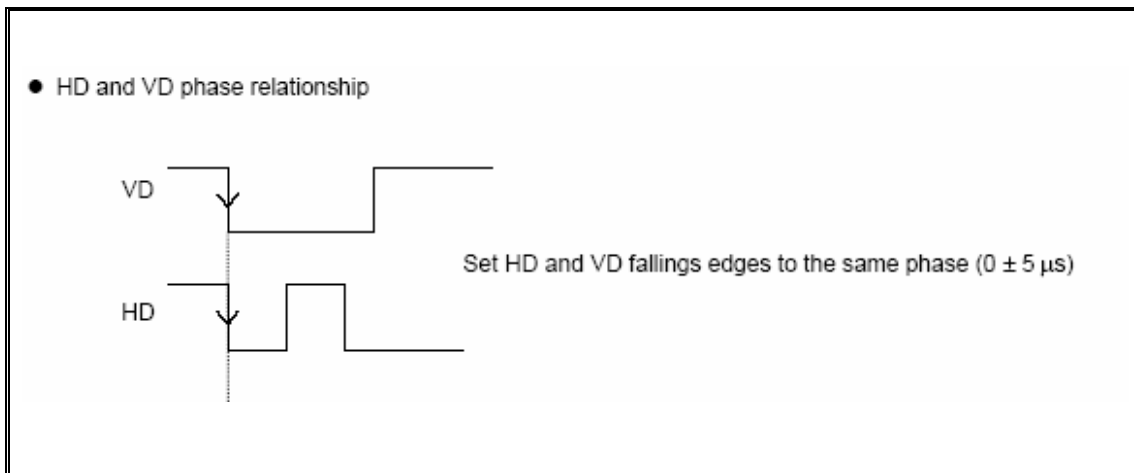 ● HD and VD phase relationship
VD
Set HD and VD fallings edges to the same phase (0 ± 5 μs)
HD